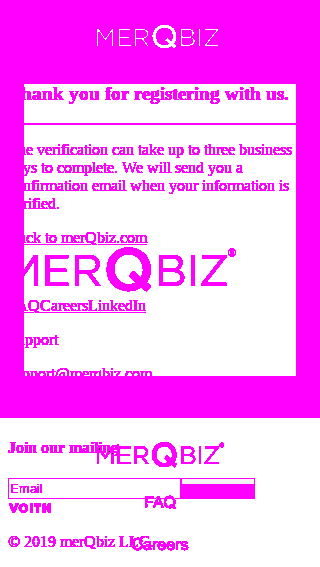 MERQBIZ
hank you for registering with us.
e verification can take up to three business
ys to complete. We will send you a
nfirmation email when your information is
rified.
ck to merQbiz.com
MERQBIZ®
AQCareersLinkedIn
pport
pport@merqbiz.com
Join our mailing
MERQBIZ
Email
VOITH
FAQ
© 2019 merQbiz LLC
Careers